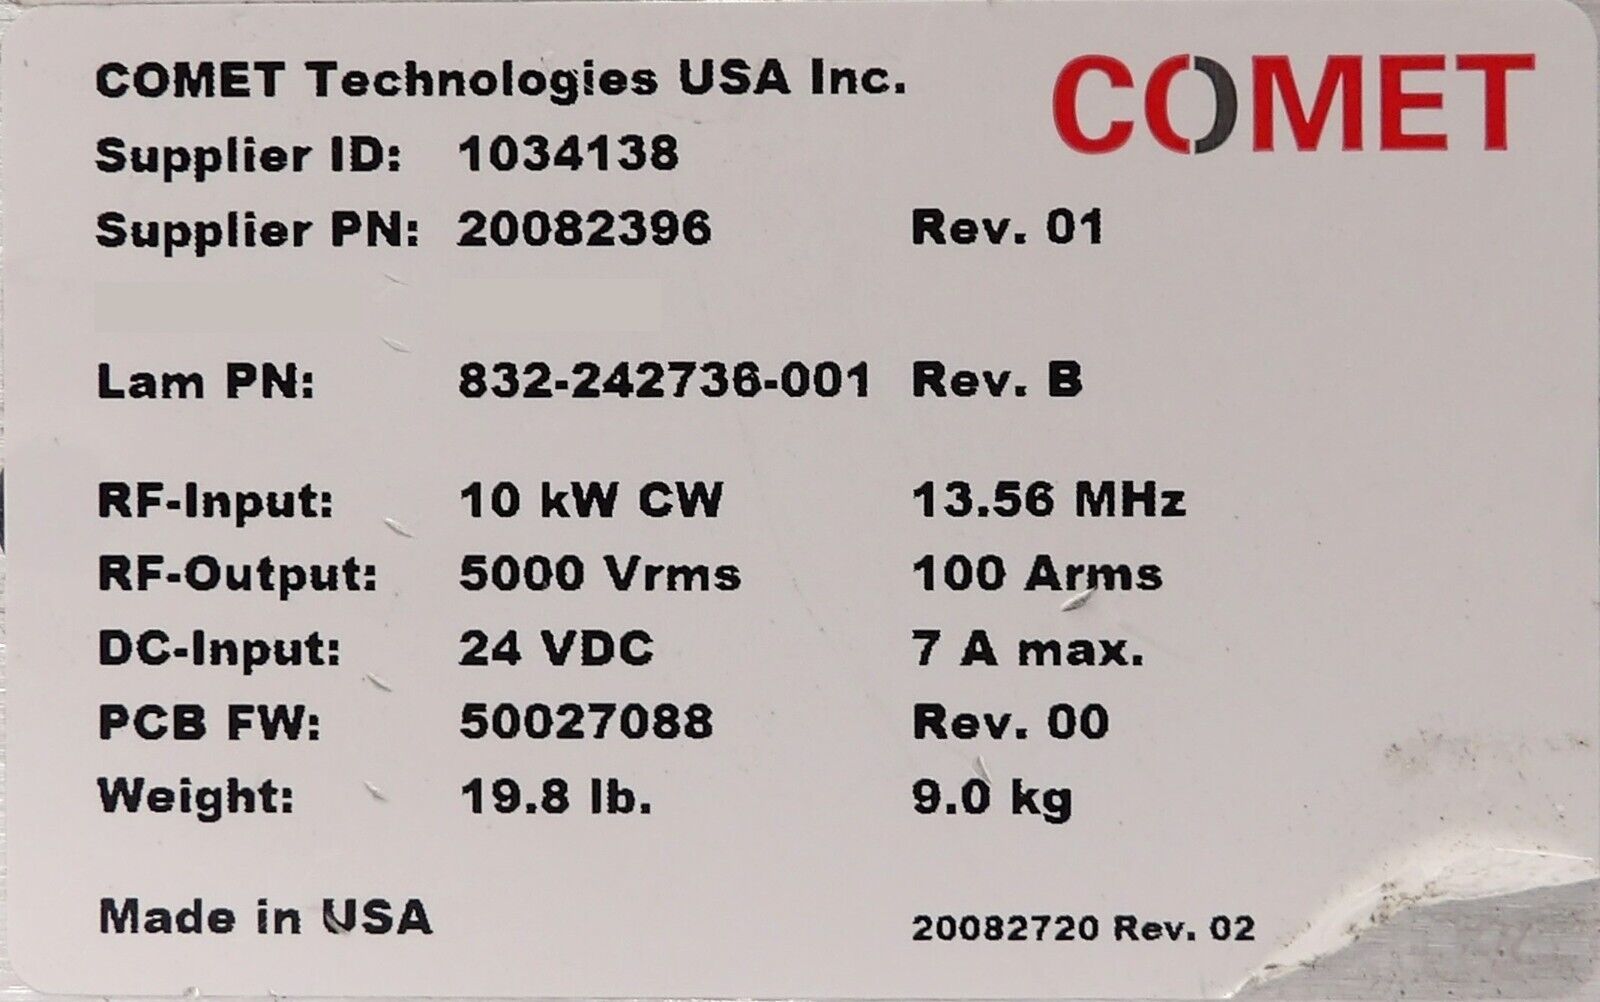 COMET Technologies USA Inc.
COMET
Supplier ID: 1034138
Supplier PN: 20082396 Rev. 01
Lam PN: 832-242736-001 Rev. B
RF-Input: 10 kW CW 13.56 MHz
RF-Output: 5000 Vrms 100 Arms
DC-Input: 24 VDC 7 A max.
PCB FW: 50027088 Rev. 00
Weight: 19.8 lb. 9.0 kg
Made in USA
20082720 Rev. 02